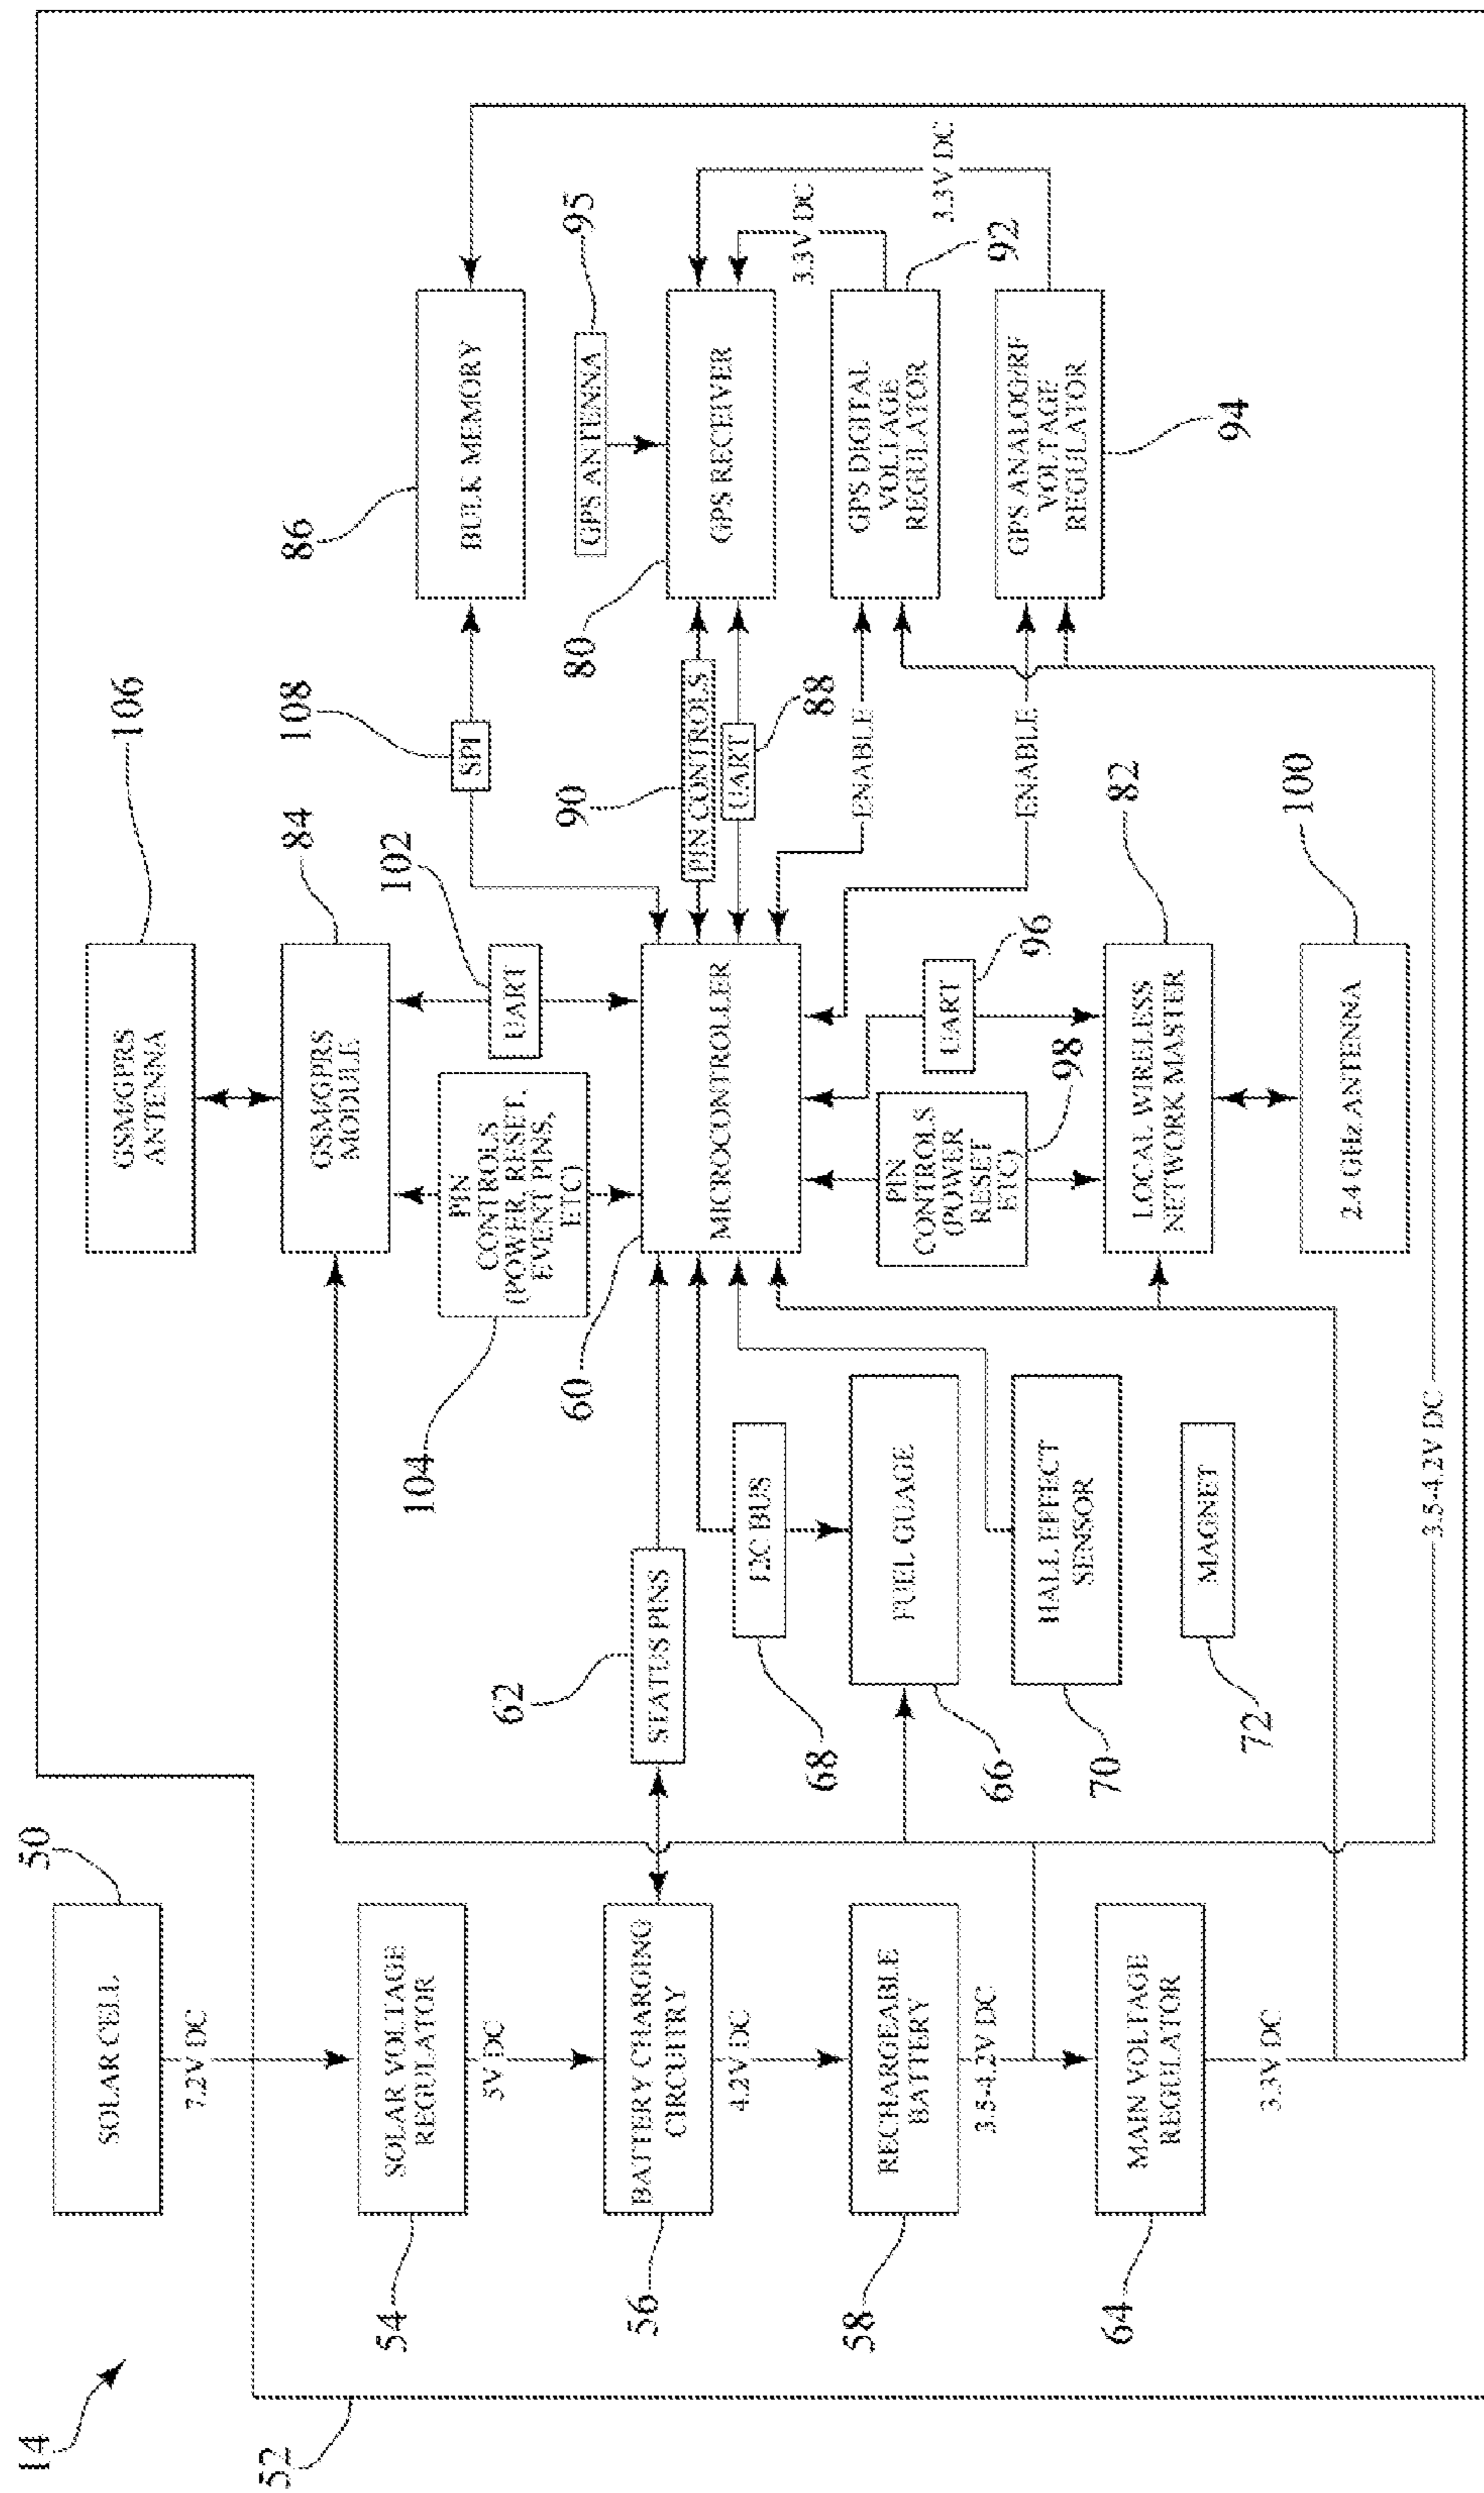 14
50
52
SOLAR CELL
7.2V DC
54
SOLAR VOLTAGE
REGULATOR
5V DC
56
BATTERY CHARGING
CIRCUITRY
4.2V DC
58
RECHARGEABLE
BATTERY
3.5-4.2V DC
64
MAIN VOLTAGE
REGULATOR
3.3V DC
62
STATUS PINS
68
I2C BUS
66
FUEL GUAGE
70
HALL EFFECT
SENSOR
72
MAGNET
3.5-4.2V DC
106
GSM/GPRS
ANTENNA
84
GSM/GPRS
MODULE
104
PIN
CONTROLS
(POWER, RESET,
EVENT PINS,
ETC)
102
UART
60
MICROCONTROLLER
98
PIN
CONTROLS
(POWER
RESET
ETC)
96
UART
82
LOCAL WIRELESS
NETWORK MASTER
100
2.4 GHz ANTENNA
108
SPI
90
PIN CONTROLS
88
UART
ENABLE
ENABLE
86
BULK MEMORY
95
GPS ANTENNA
80
GPS RECEIVER
3.3V DC
92
GPS DIGITAL
VOLTAGE
REGULATOR
3.3V DC
94
GPS ANALOG/RF
VOLTAGE
REGULATOR